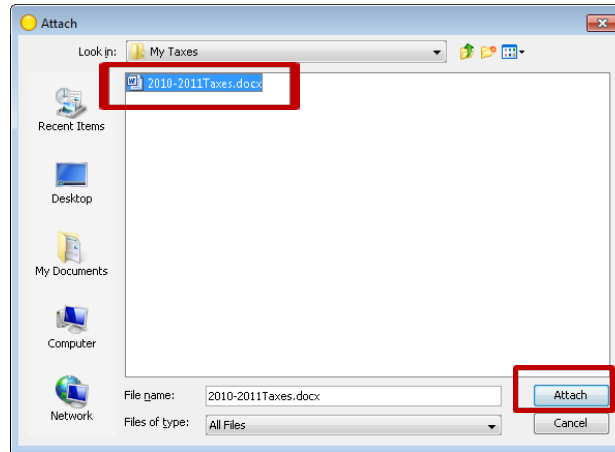 Attach
Look in: My Taxes
2010-2011Taxes.docx
Recent Items
Desktop
My Documents
Computer
Network
File name: 2010-2011Taxes.docx Attach
Files of type: All Files Cancel